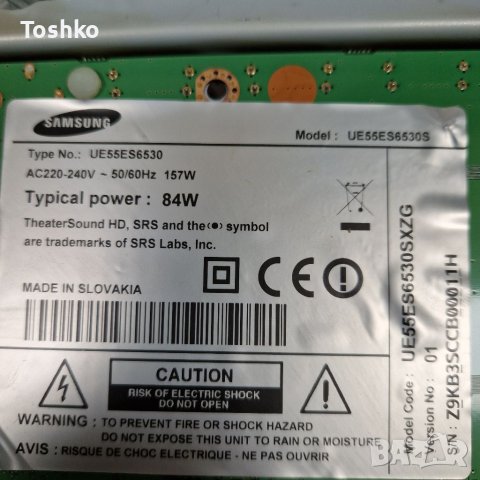 Toshko
SAMSUNG
Model : UE55ES6530S
Type No.: UE55ES6530
AC220-240V ~ 50/60Hz 157W
Typical power : 84W
TheaterSound HD, SRS and the (●) symbol
are trademarks of SRS Labs, Inc.
MADE IN SLOVAKIA
CAUTION
RISK OF ELECTRIC SHOCK
DO NOT OPEN
WARNING : TO PREVENT FIRE OR SHOCK HAZARD
DO NOT EXPOSE THIS UNIT TO RAIN OR MOISTURE.
AVIS : RISQUE DE CHOC ELECTRIQUE - NE PAS OUVRIR
Model Code : UE55ES6530SXZG
Version No : 01
S/N : Z9KB3SCCB00011H
БАЗАР